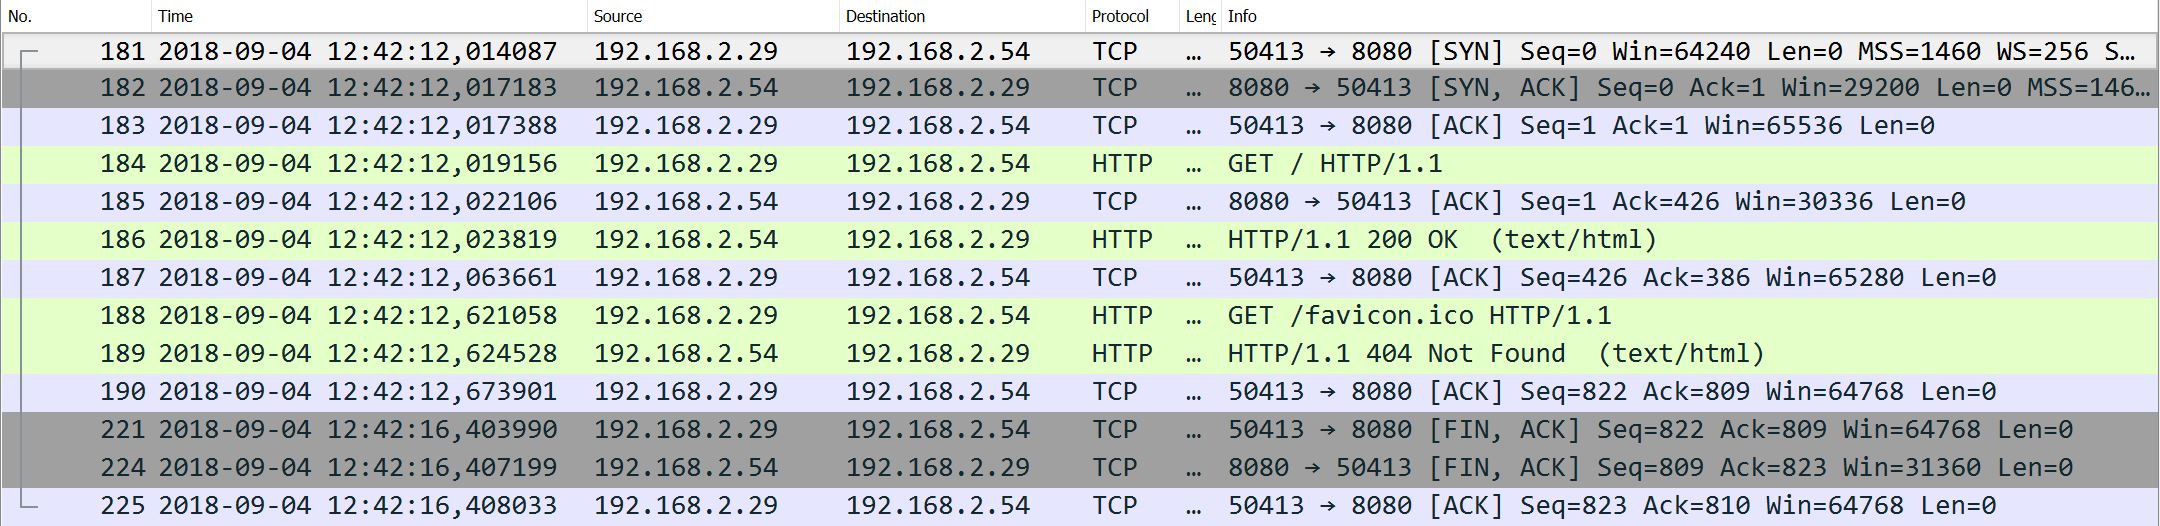 No. Time Source Destination Protocol Leng Info
181 2018-09-04 12:42:12,014087 192.168.2.29 192.168.2.54 TCP … 50413 → 8080 [SYN] Seq=0 Win=64240 Len=0 MSS=1460 WS=256 S…
182 2018-09-04 12:42:12,017183 192.168.2.54 192.168.2.29 TCP … 8080 → 50413 [SYN, ACK] Seq=0 Ack=1 Win=29200 Len=0 MSS=146…
183 2018-09-04 12:42:12,017388 192.168.2.29 192.168.2.54 TCP … 50413 → 8080 [ACK] Seq=1 Ack=1 Win=65536 Len=0
184 2018-09-04 12:42:12,019156 192.168.2.29 192.168.2.54 HTTP … GET / HTTP/1.1
185 2018-09-04 12:42:12,022106 192.168.2.54 192.168.2.29 TCP … 8080 → 50413 [ACK] Seq=1 Ack=426 Win=30336 Len=0
186 2018-09-04 12:42:12,023819 192.168.2.54 192.168.2.29 HTTP … HTTP/1.1 200 OK (text/html)
187 2018-09-04 12:42:12,063661 192.168.2.29 192.168.2.54 TCP … 50413 → 8080 [ACK] Seq=426 Ack=386 Win=65280 Len=0
188 2018-09-04 12:42:12,621058 192.168.2.29 192.168.2.54 HTTP … GET /favicon.ico HTTP/1.1
189 2018-09-04 12:42:12,624528 192.168.2.54 192.168.2.29 HTTP … HTTP/1.1 404 Not Found (text/html)
190 2018-09-04 12:42:12,673901 192.168.2.29 192.168.2.54 TCP … 50413 → 8080 [ACK] Seq=822 Ack=809 Win=64768 Len=0
221 2018-09-04 12:42:16,403990 192.168.2.29 192.168.2.54 TCP … 50413 → 8080 [FIN, ACK] Seq=822 Ack=809 Win=64768 Len=0
224 2018-09-04 12:42:16,407199 192.168.2.54 192.168.2.29 TCP … 8080 → 50413 [FIN, ACK] Seq=809 Ack=823 Win=31360 Len=0
225 2018-09-04 12:42:16,408033 192.168.2.29 192.168.2.54 TCP … 50413 → 8080 [ACK] Seq=823 Ack=810 Win=64768 Len=0